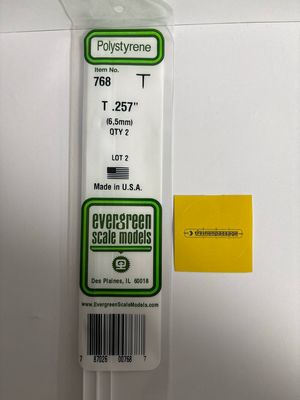 Polystyrene
Item No.
768
T .257"
(6,5mm)
QTY 2
LOT 2
Made in U.S.A.
evergreen
scale models
Des Plaines, IL 60018
www.EvergreenScaleModels.com
7 87026 00768 7